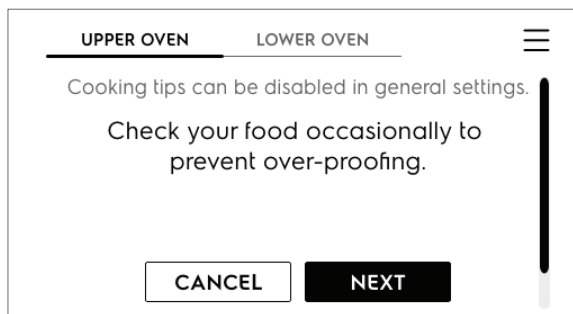 UPPER OVEN LOWER OVEN
Cooking tips can be disabled in general settings.
Check your food occasionally to
prevent over-proofing.
CANCEL NEXT